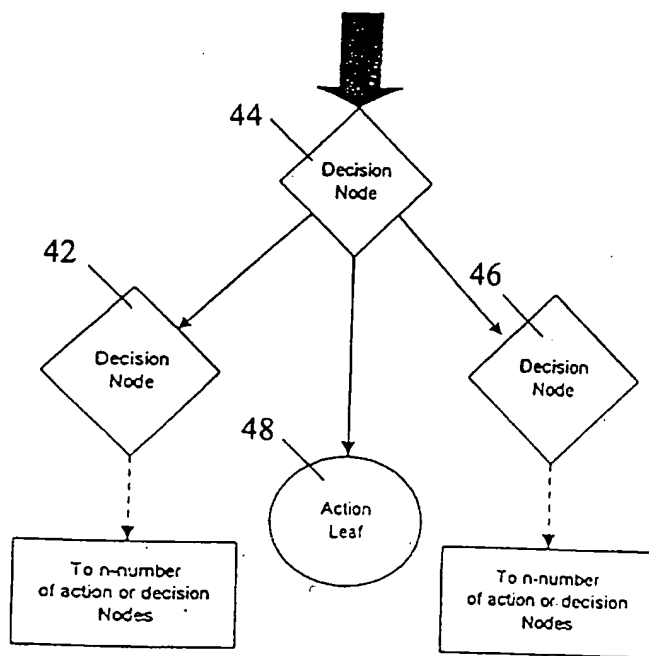 44
Decision
Node
42
Decision
Node
46
Decision
Node
48
Action
Leaf
To n-number
of action or decision
Nodes
To n-number
of action or decision
Nodes